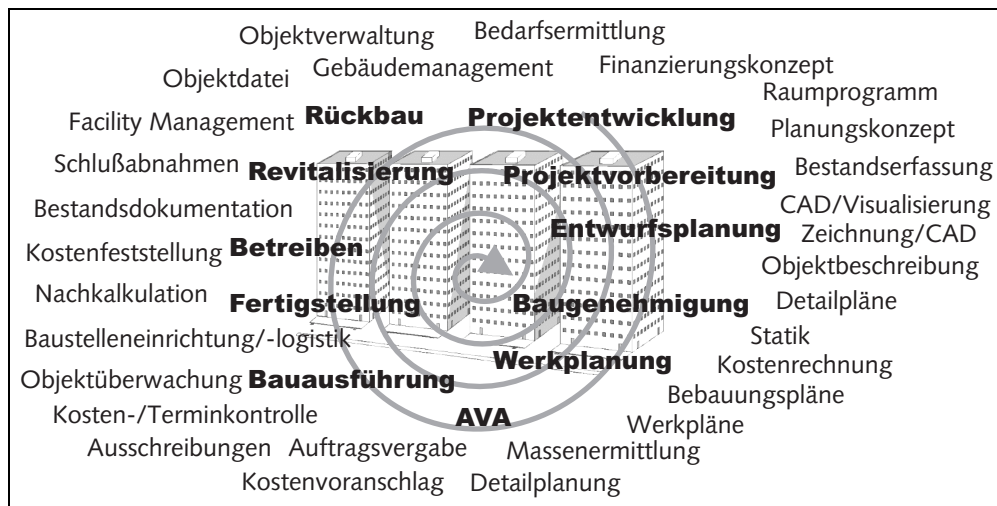 Objektverwaltung Bedarfsermittlung
Objektdatei Gebäudemanagement Finanzierungskonzept
Raumprogramm
Facility Management Rückbau Projektentwicklung Planungskonzept
Schlußabnahmen Revitalisierung Projektvorbereitung Bestandserfassung
Bestandsdokumentation CAD/Visualisierung
Kostenfeststellung Betreiben Entwurfsplanung Zeichnung/CAD
Objektbeschreibung
Nachkalkulation Fertigstellung Baugenehmigung Detailpläne
Baustelleneinrichtung/-logistik Statik
Werkplanung Kostenrechnung
Objektüberwachung Bauausführung Bebauungspläne
Kosten-/Terminkontrolle AVA Werkpläne
Ausschreibungen Auftragsvergabe Massenermittlung
Kostenvoranschlag Detailplanung